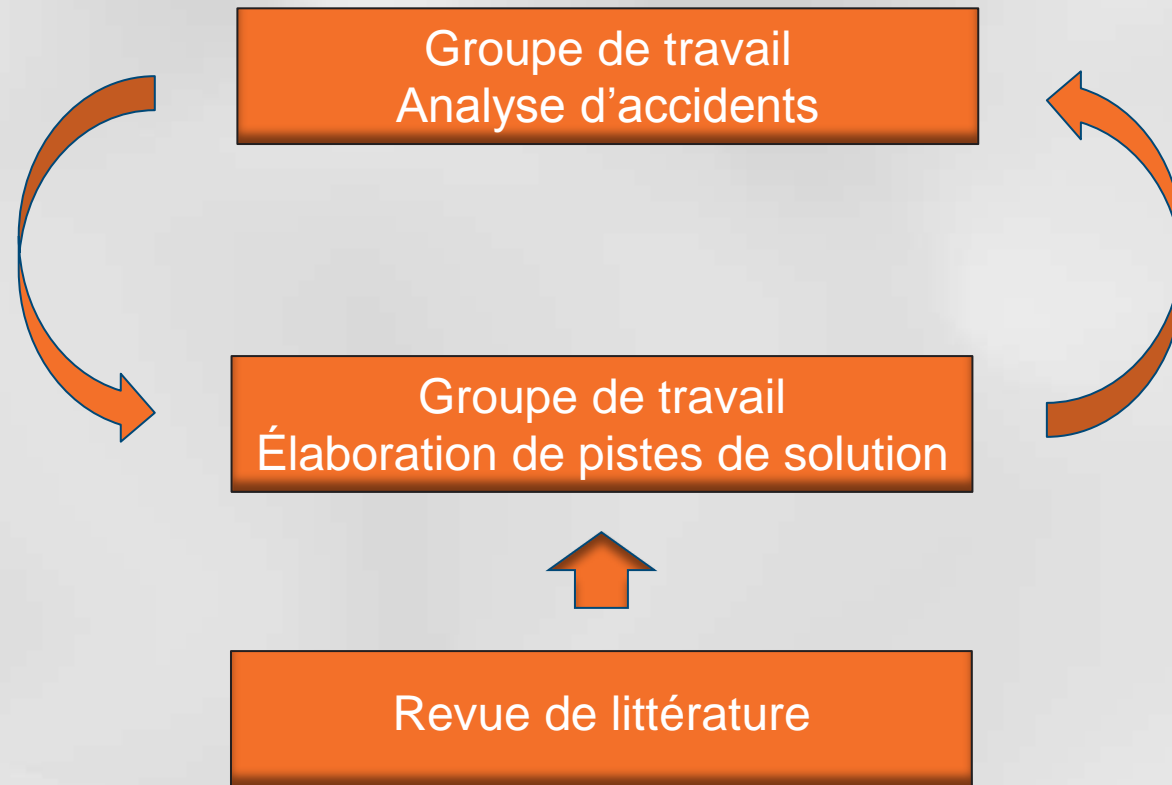 Groupe de travail
Analyse d’accidents
Groupe de travail
Élaboration de pistes de solution
Revue de littérature